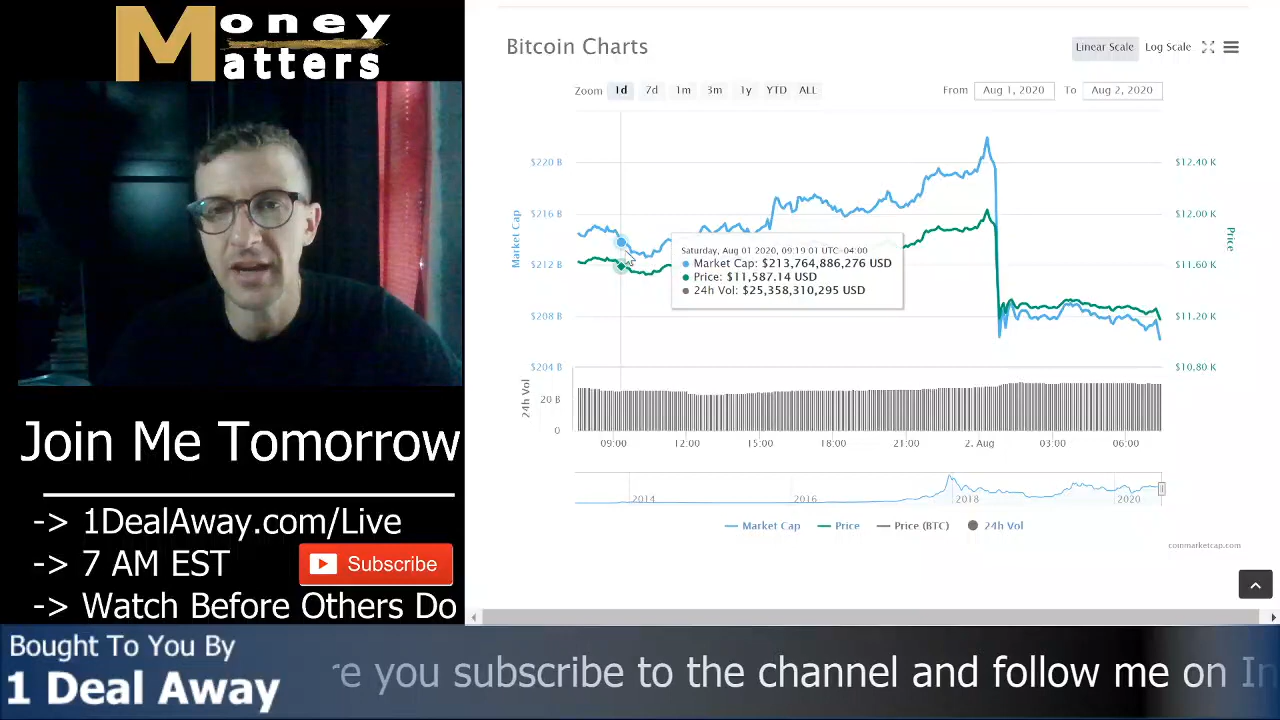 Money
Matters
Join Me Tomorrow
-> 1DealAway.com/Live
-> 7 AM EST
Subscribe
-> Watch Before Others Do
Bitcoin Charts
Linear Scale Log Scale
Zoom 1d 7d 1m 3m 1y YTD ALL
From Aug 1, 2020 To Aug 2, 2020
Market Cap
$220 B
$216 B
$212 B
$208 B
$204 B
Saturday, Aug 01 2020, 09:19 01 UTC-04:00
Market Cap: $213,764,886,276 USD
Price: $11,587.14 USD
24h Vol: $25,358,310,295 USD
$12.40 K
$12.00 K
$11.60 K
$11.20 K
$10.80 K
Price
24h Vol
20 B
0
09:00 12:00 15:00 18:00 21:00 2. Aug 03:00 06:00
2014 2016 2018 2020
Market Cap Price Price (BTC) 24h Vol
coinmarketcap.com
Bought To You By
1 Deal Away
re you subscribe to the channel and follow me on In